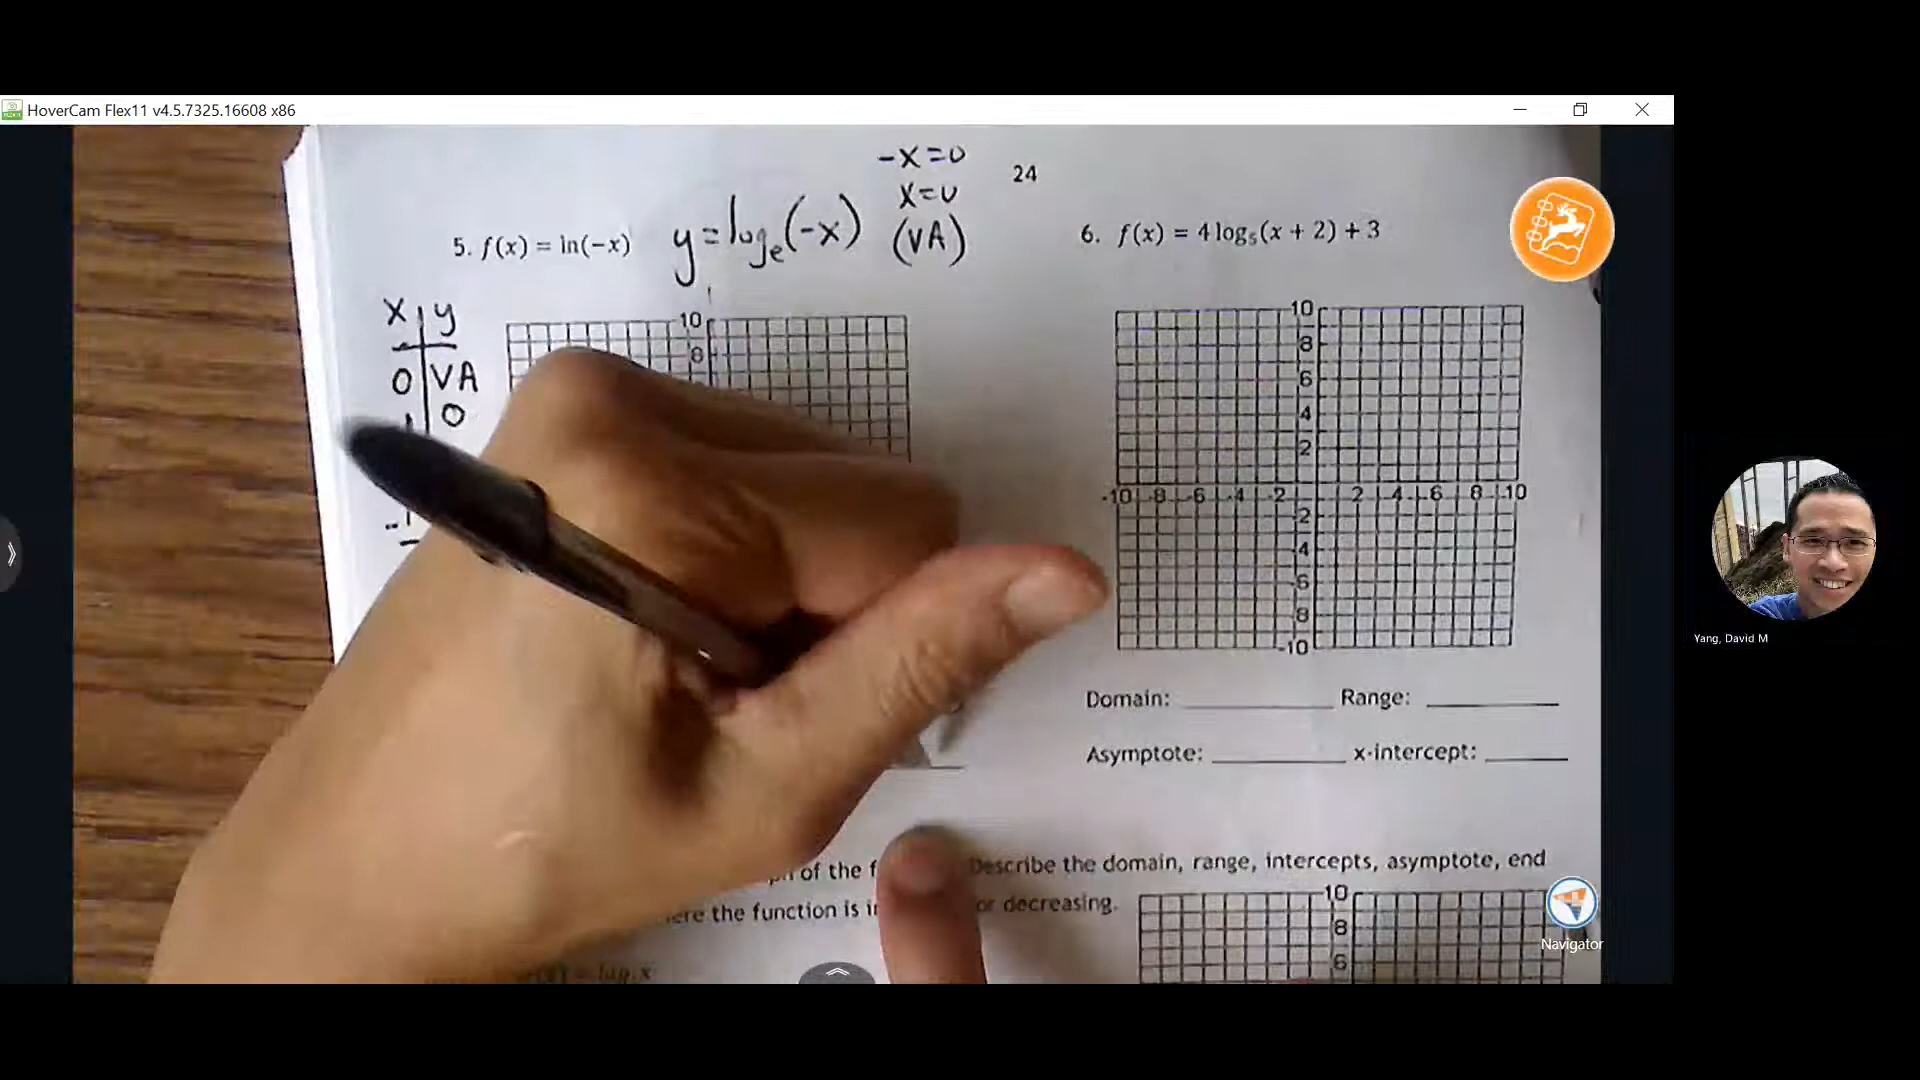 HoverCam Flex11 v4.5.7325.16608 x86
24
-x=0
x=0
(VA)
5. f(x) = ln(−x)
y=logₑ(-x)
x y
0 VA
0
10
8
6. f(x) = 4 log₅(x + 2) + 3
10
8
6
4
2
-10 -8 -6 -4 -2 2 4 6 8 10
-2
-4
-6
-8
-10
Domain: Range:
Asymptote: x-intercept:
of the Describe the domain, range, intercepts, asymptote, end
the function is or decreasing.
10
8
6
Navigator
Yang, David M